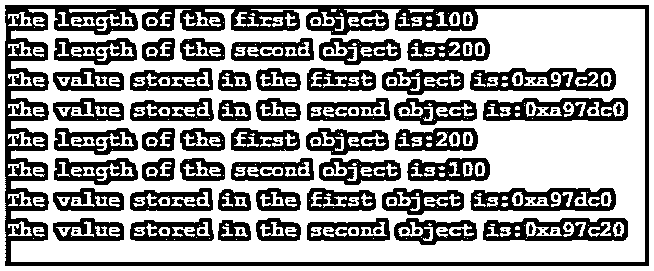 The length of the first object is:100
The length of the second object is:200
The value stored in the first object is:0xa97c20
The value stored in the second object is:0xa97dc0
The length of the first object is:200
The length of the second object is:100
The value stored in the first object is:0xa97dc0
The value stored in the second object is:0xa97c20